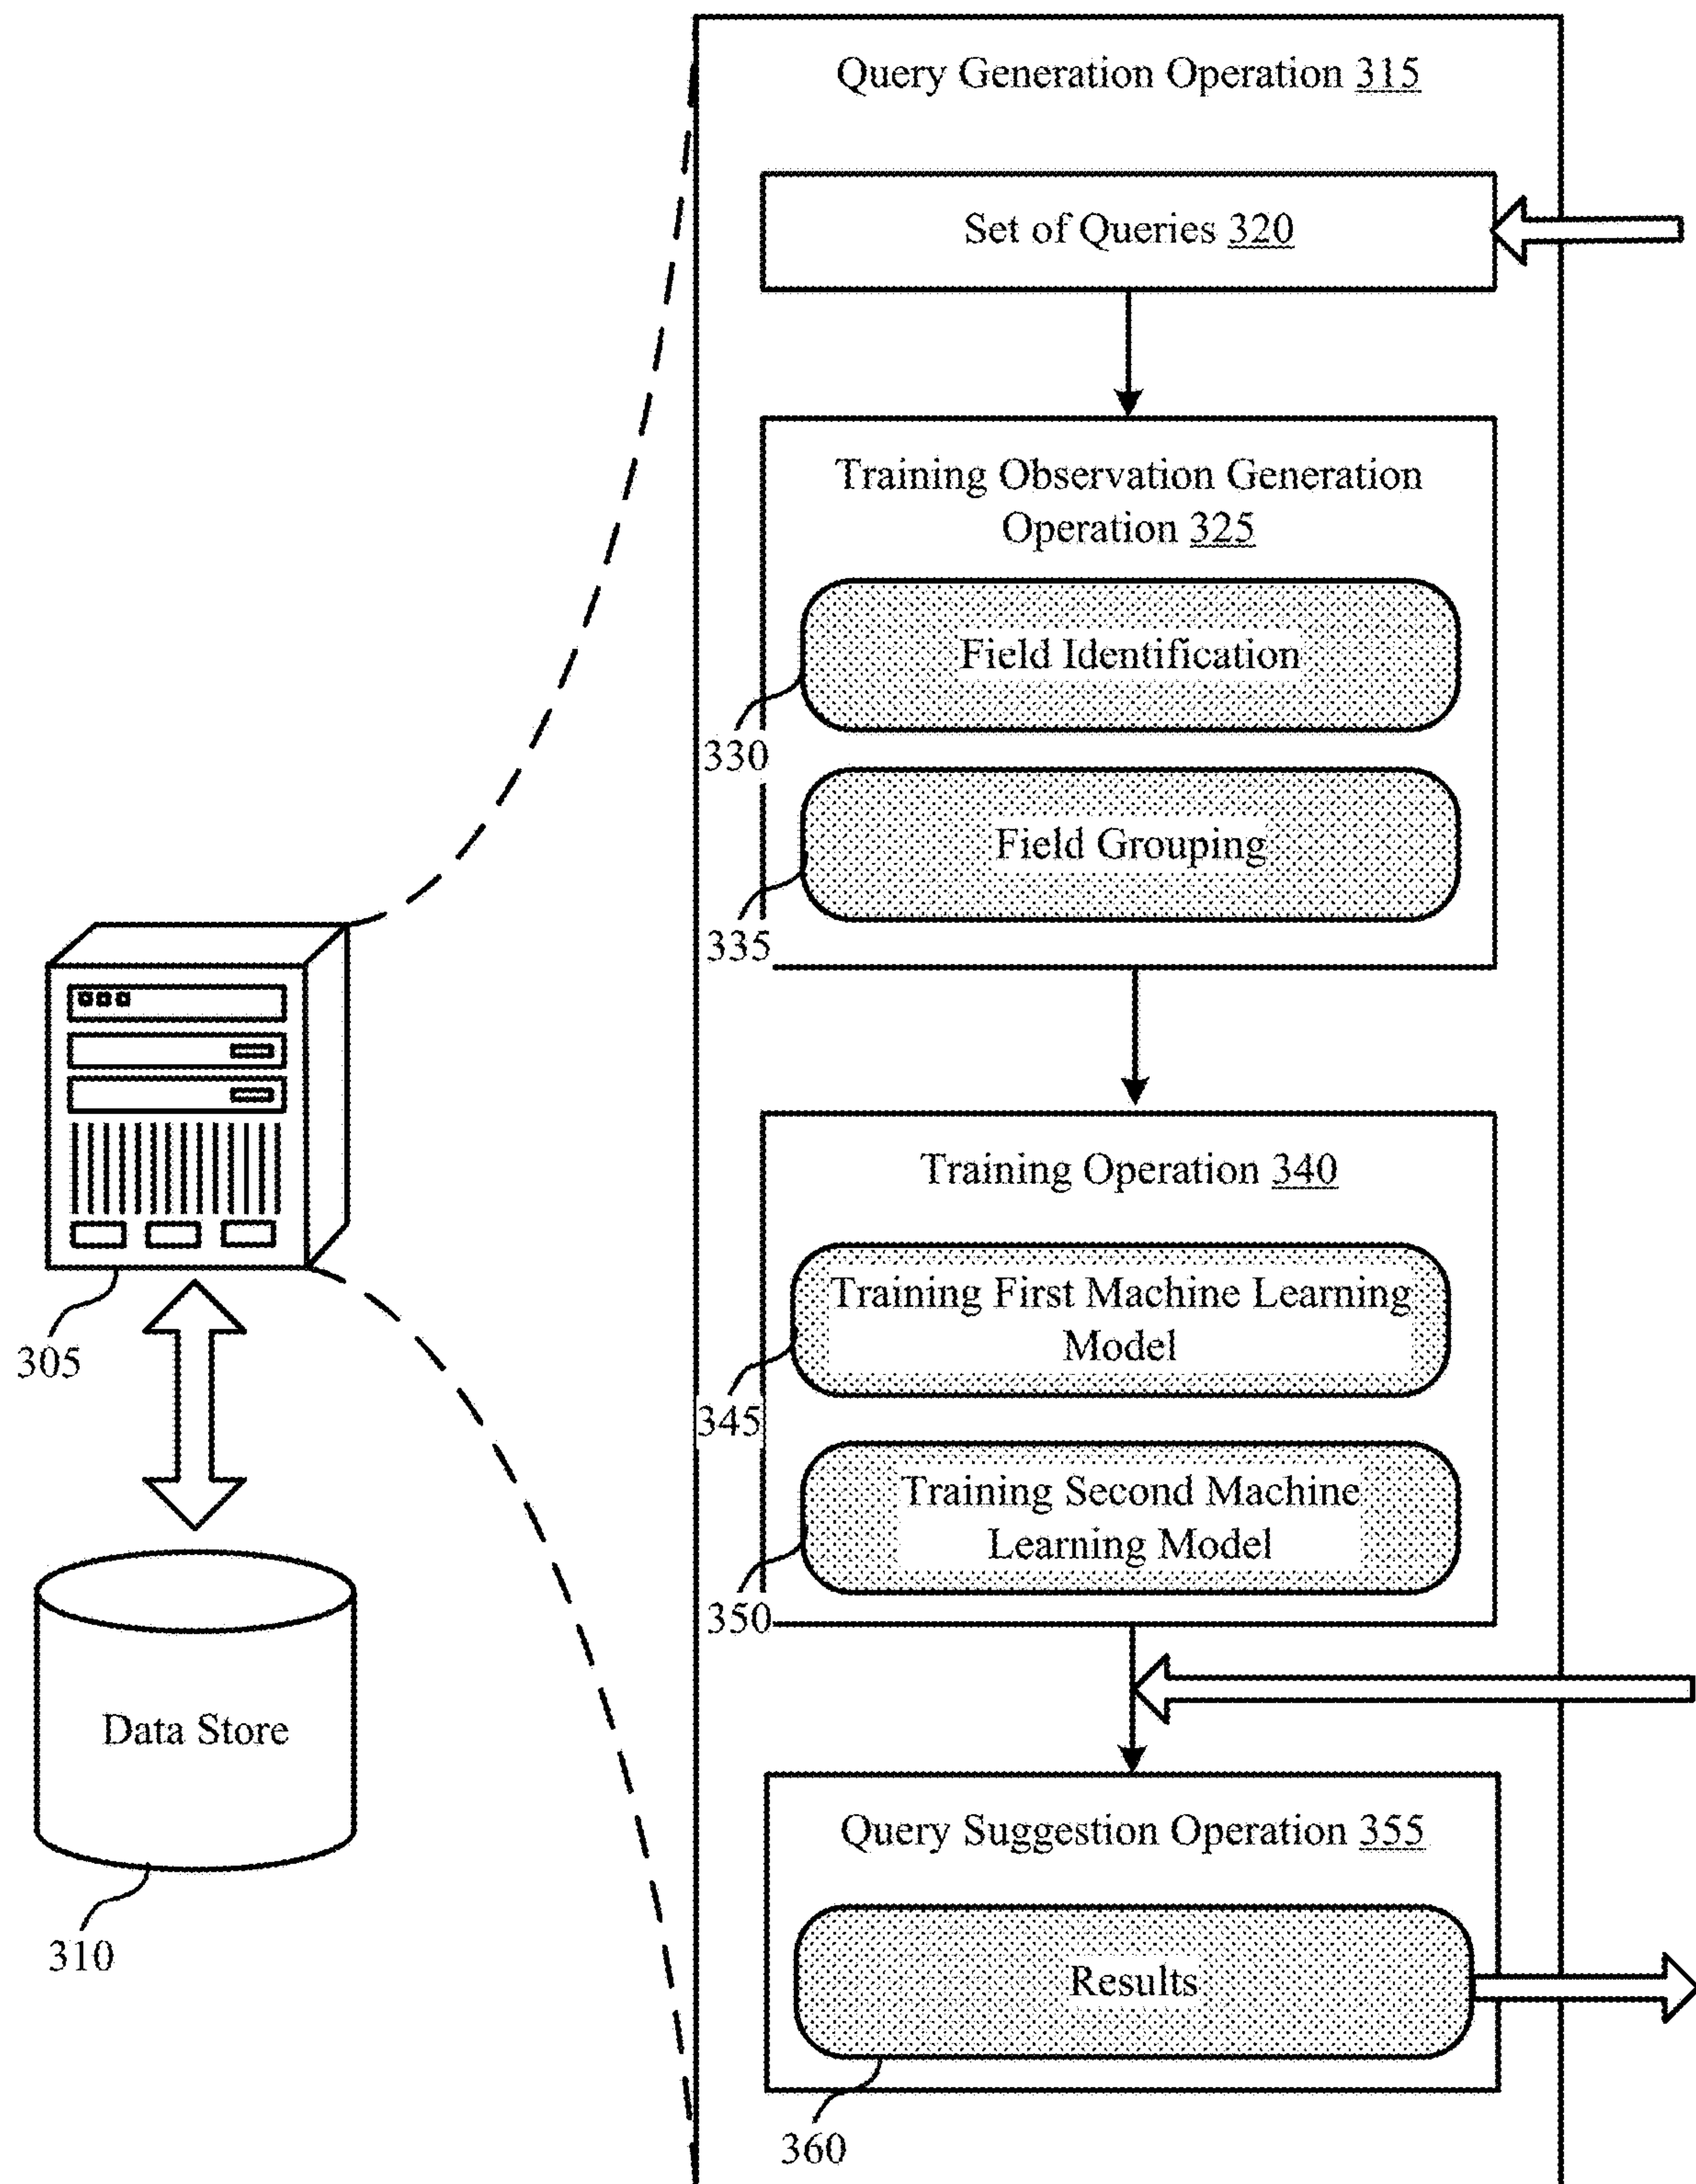 Query Generation Operation 315
Set of Queries 320
Training Observation Generation
Operation 325
Field Identification
330
Field Grouping
335
Training Operation 340
Training First Machine Learning
Model
345
Training Second Machine
Learning Model
350
Query Suggestion Operation 355
Results
360
305
Data Store
310